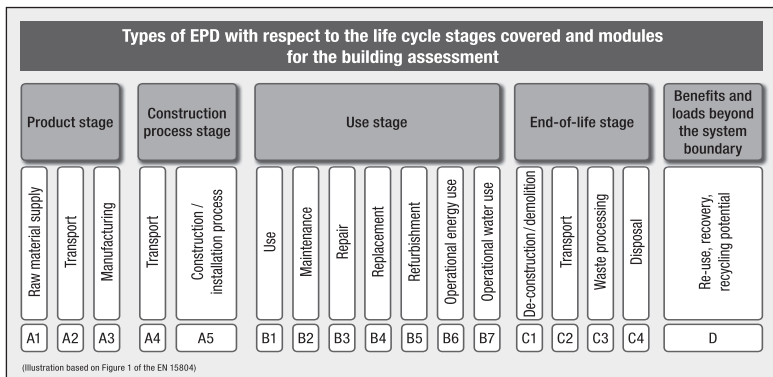 Types of EPD with respect to the life cycle stages covered and modules
for the building assessment
Product stage
Construction
process stage
Use stage
End-of-life stage
Benefits and
loads beyond
the system
boundary
Raw material supply
Transport
Manufacturing
Transport
Construction /
installation process
Use
Maintenance
Repair
Replacement
Refurbishment
Operational energy use
Operational water use
De-construction/demolition
Transport
Waste processing
Disposal
Re-use, recovery,
recycling potential
A1 A2 A3 A4 A5 B1 B2 B3 B4 B5 B6 B7 C1 C2 C3 C4 D
(Illustration based on Figure 1 of the EN 15804)